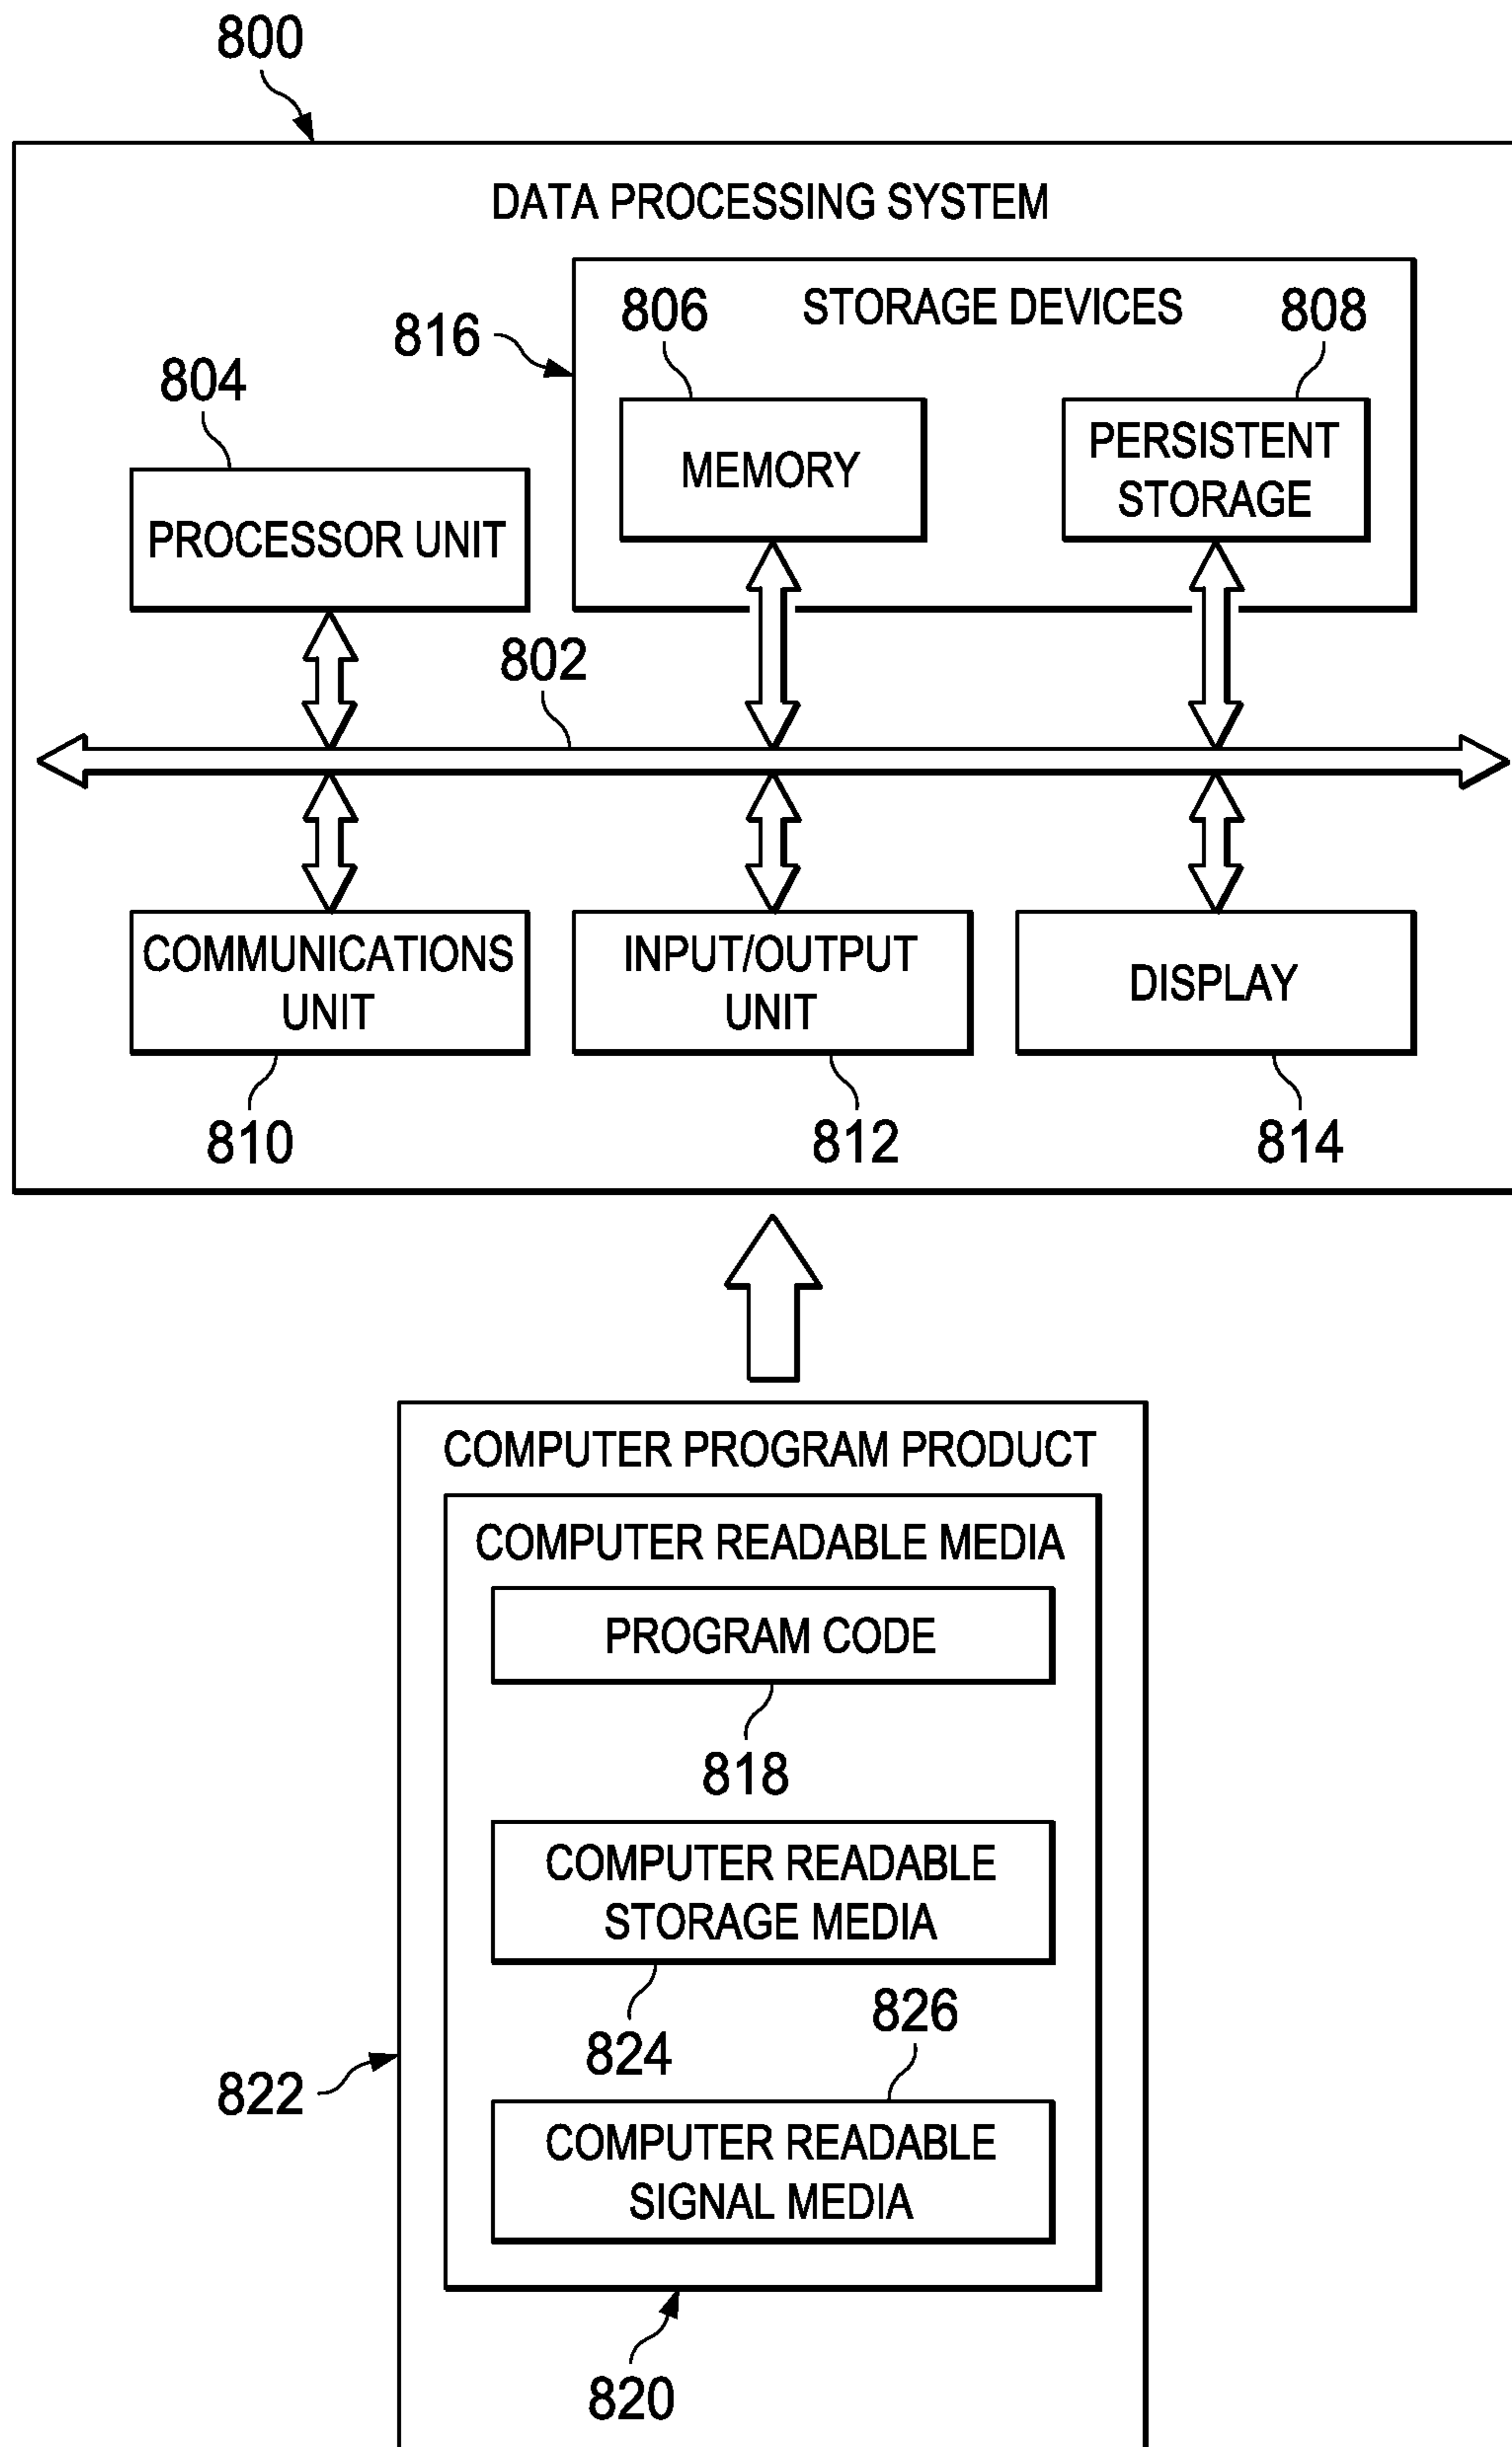 800
DATA PROCESSING SYSTEM
816
806
STORAGE DEVICES
808
804
MEMORY
PERSISTENT
STORAGE
PROCESSOR UNIT
802
COMMUNICATIONS
UNIT
INPUT/OUTPUT
UNIT
DISPLAY
810
812
814
COMPUTER PROGRAM PRODUCT
COMPUTER READABLE MEDIA
PROGRAM CODE
818
COMPUTER READABLE
STORAGE MEDIA
824
826
822
COMPUTER READABLE
SIGNAL MEDIA
820